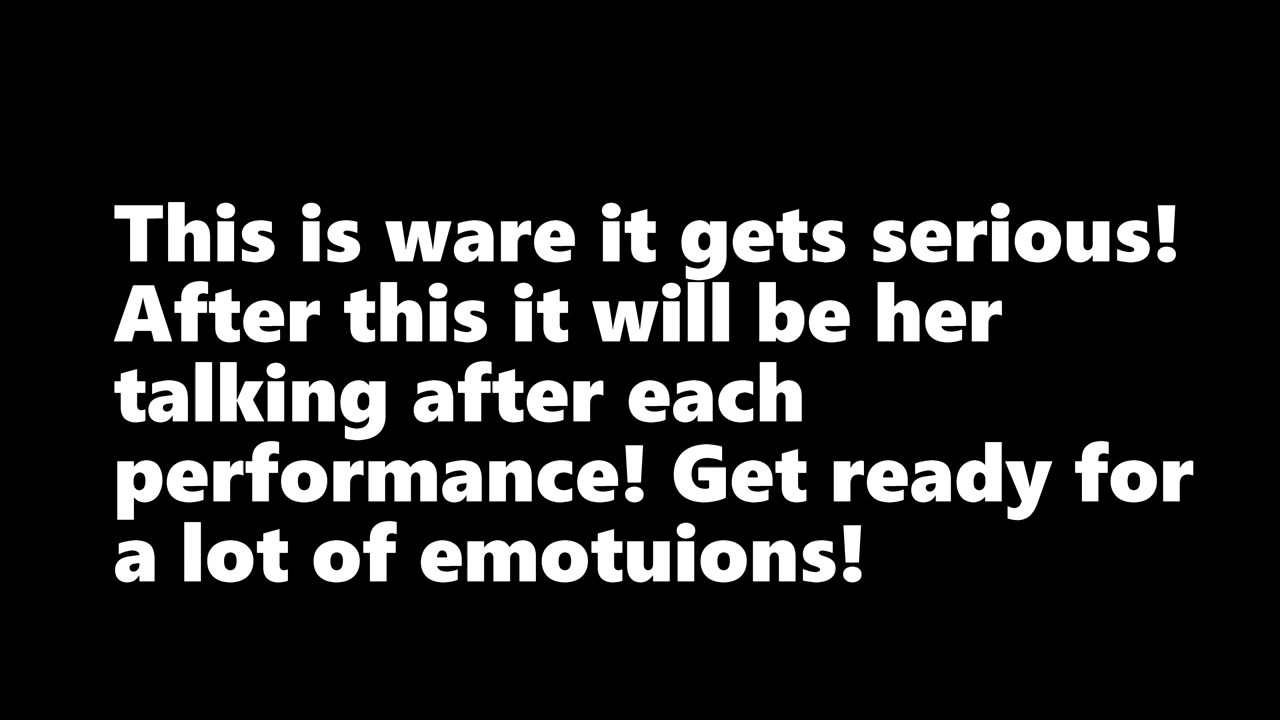 This is ware it gets serious!
After this it will be her
talking after each
performance! Get ready for
a lot of emotuions!